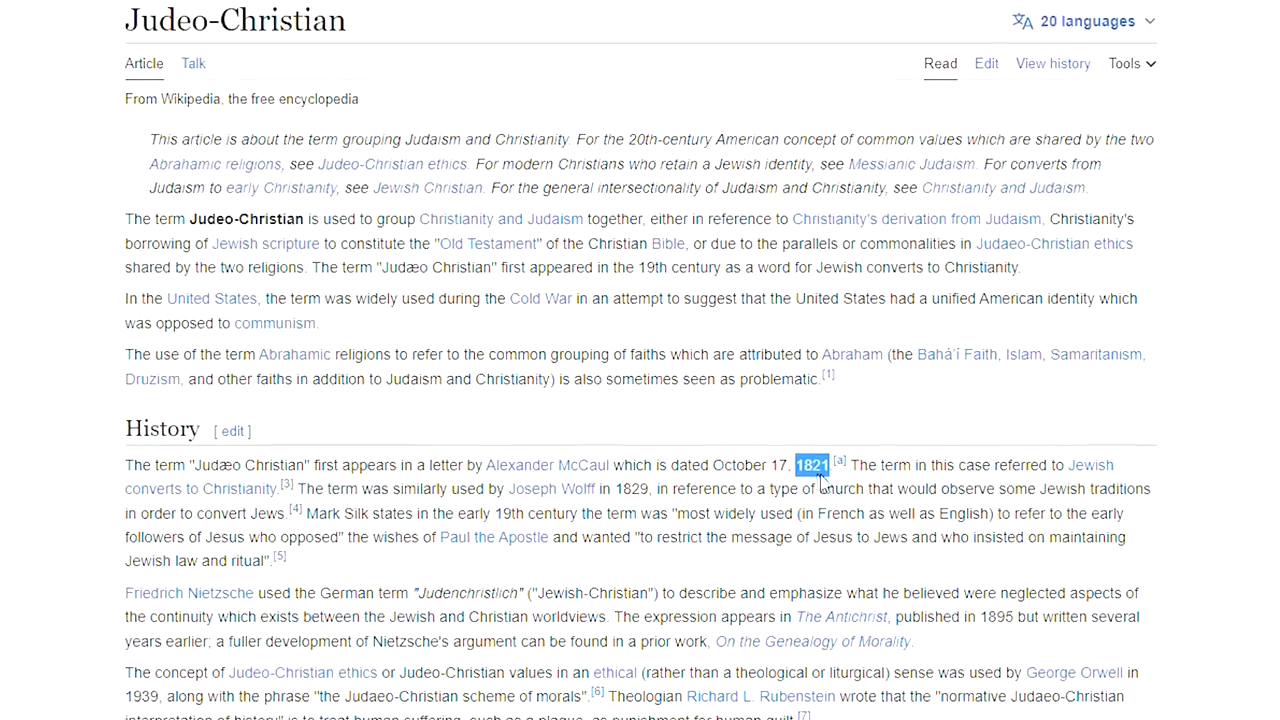 Judeo-Christian
20 languages
Article Talk Read Edit View history Tools
From Wikipedia, the free encyclopedia
This article is about the term grouping Judaism and Christianity. For the 20th-century American concept of common values which are shared by the two
Abrahamic religions, see Judeo-Christian ethics. For modern Christians who retain a Jewish identity, see Messianic Judaism. For converts from
Judaism to early Christianity, see Jewish Christian. For the general intersectionality of Judaism and Christianity, see Christianity and Judaism.
The term Judeo-Christian is used to group Christianity and Judaism together, either in reference to Christianity's derivation from Judaism, Christianity's
borrowing of Jewish scripture to constitute the "Old Testament" of the Christian Bible, or due to the parallels or commonalities in Judaeo-Christian ethics
shared by the two religions. The term "Judæo Christian" first appeared in the 19th century as a word for Jewish converts to Christianity.
In the United States, the term was widely used during the Cold War in an attempt to suggest that the United States had a unified American identity which
was opposed to communism.
The use of the term Abrahamic religions to refer to the common grouping of faiths which are attributed to Abraham (the Baháʼí Faith, Islam, Samaritanism,
Druzism, and other faiths in addition to Judaism and Christianity) is also sometimes seen as problematic.[1]
History [ edit ]
The term "Judæo Christian" first appears in a letter by Alexander McCaul which is dated October 17, 1821.[a] The term in this case referred to Jewish
converts to Christianity.[3] The term was similarly used by Joseph Wolff in 1829, in reference to a type of church that would observe some Jewish traditions
in order to convert Jews.[4] Mark Silk states in the early 19th century the term was "most widely used (in French as well as English) to refer to the early
followers of Jesus who opposed" the wishes of Paul the Apostle and wanted "to restrict the message of Jesus to Jews and who insisted on maintaining
Jewish law and ritual".[5]
Friedrich Nietzsche used the German term "Judenchristlich" ("Jewish-Christian") to describe and emphasize what he believed were neglected aspects of
the continuity which exists between the Jewish and Christian worldviews. The expression appears in The Antichrist, published in 1895 but written several
years earlier; a fuller development of Nietzsche's argument can be found in a prior work, On the Genealogy of Morality.
The concept of Judeo-Christian ethics or Judeo-Christian values in an ethical (rather than a theological or liturgical) sense was used by George Orwell in
1939, along with the phrase "the Judaeo-Christian scheme of morals".[6] Theologian Richard L. Rubenstein wrote that the "normative Judaeo-Christian
interpretation of history" is to treat human suffering, such as a plague, as punishment for human guilt.[7]